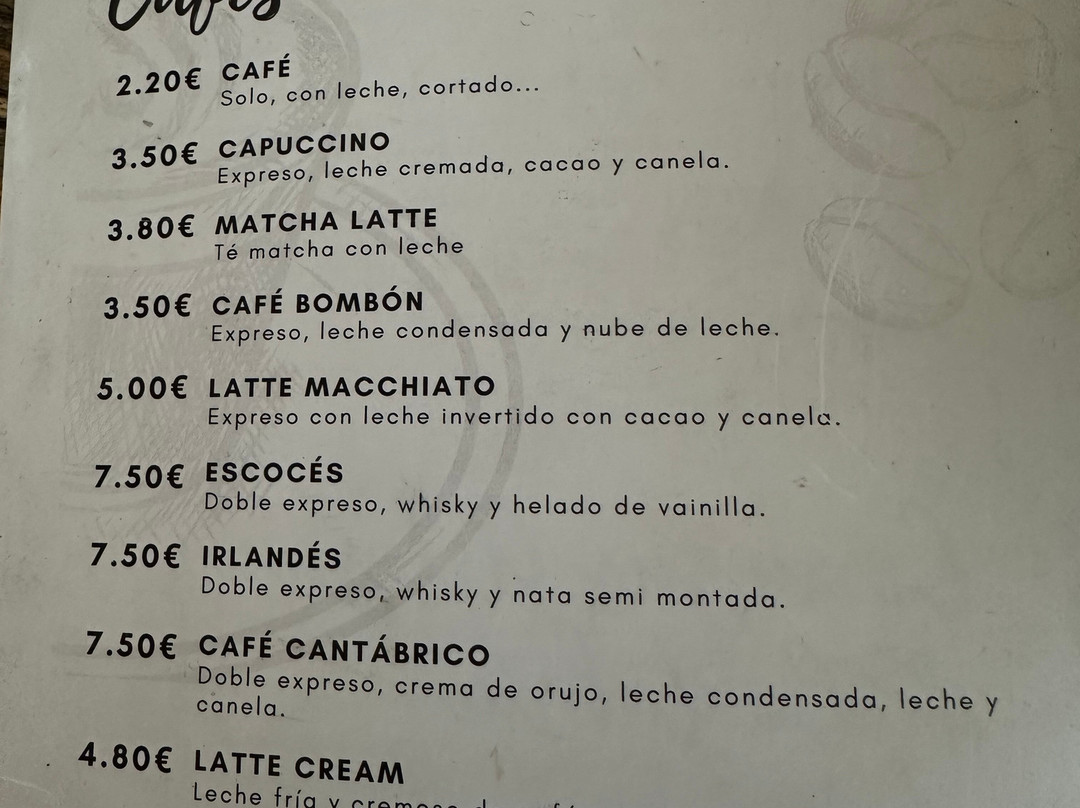 Cafés
2.20€ CAFÉ
Solo, con leche, cortado...
3.50€ CAPUCCINO
Expreso, leche cremada, cacao y canela.
3.80€ MATCHA LATTE
Té matcha con leche
3.50€ CAFÉ BOMBÓN
Expreso, leche condensada y nube de leche.
5.00€ LATTE MACCHIATO
Expreso con leche invertido con cacao y canela.
7.50€ ESCOCÉS
Doble expreso, whisky y helado de vainilla.
7.50€ IRLANDÉS
Doble expreso, whisky y nata semi montada.
7.50€ CAFÉ CANTÁBRICO
Doble expreso, crema de orujo, leche condensada, leche y
canela.
4.80€ LATTE CREAM
Leche fría y cremosa